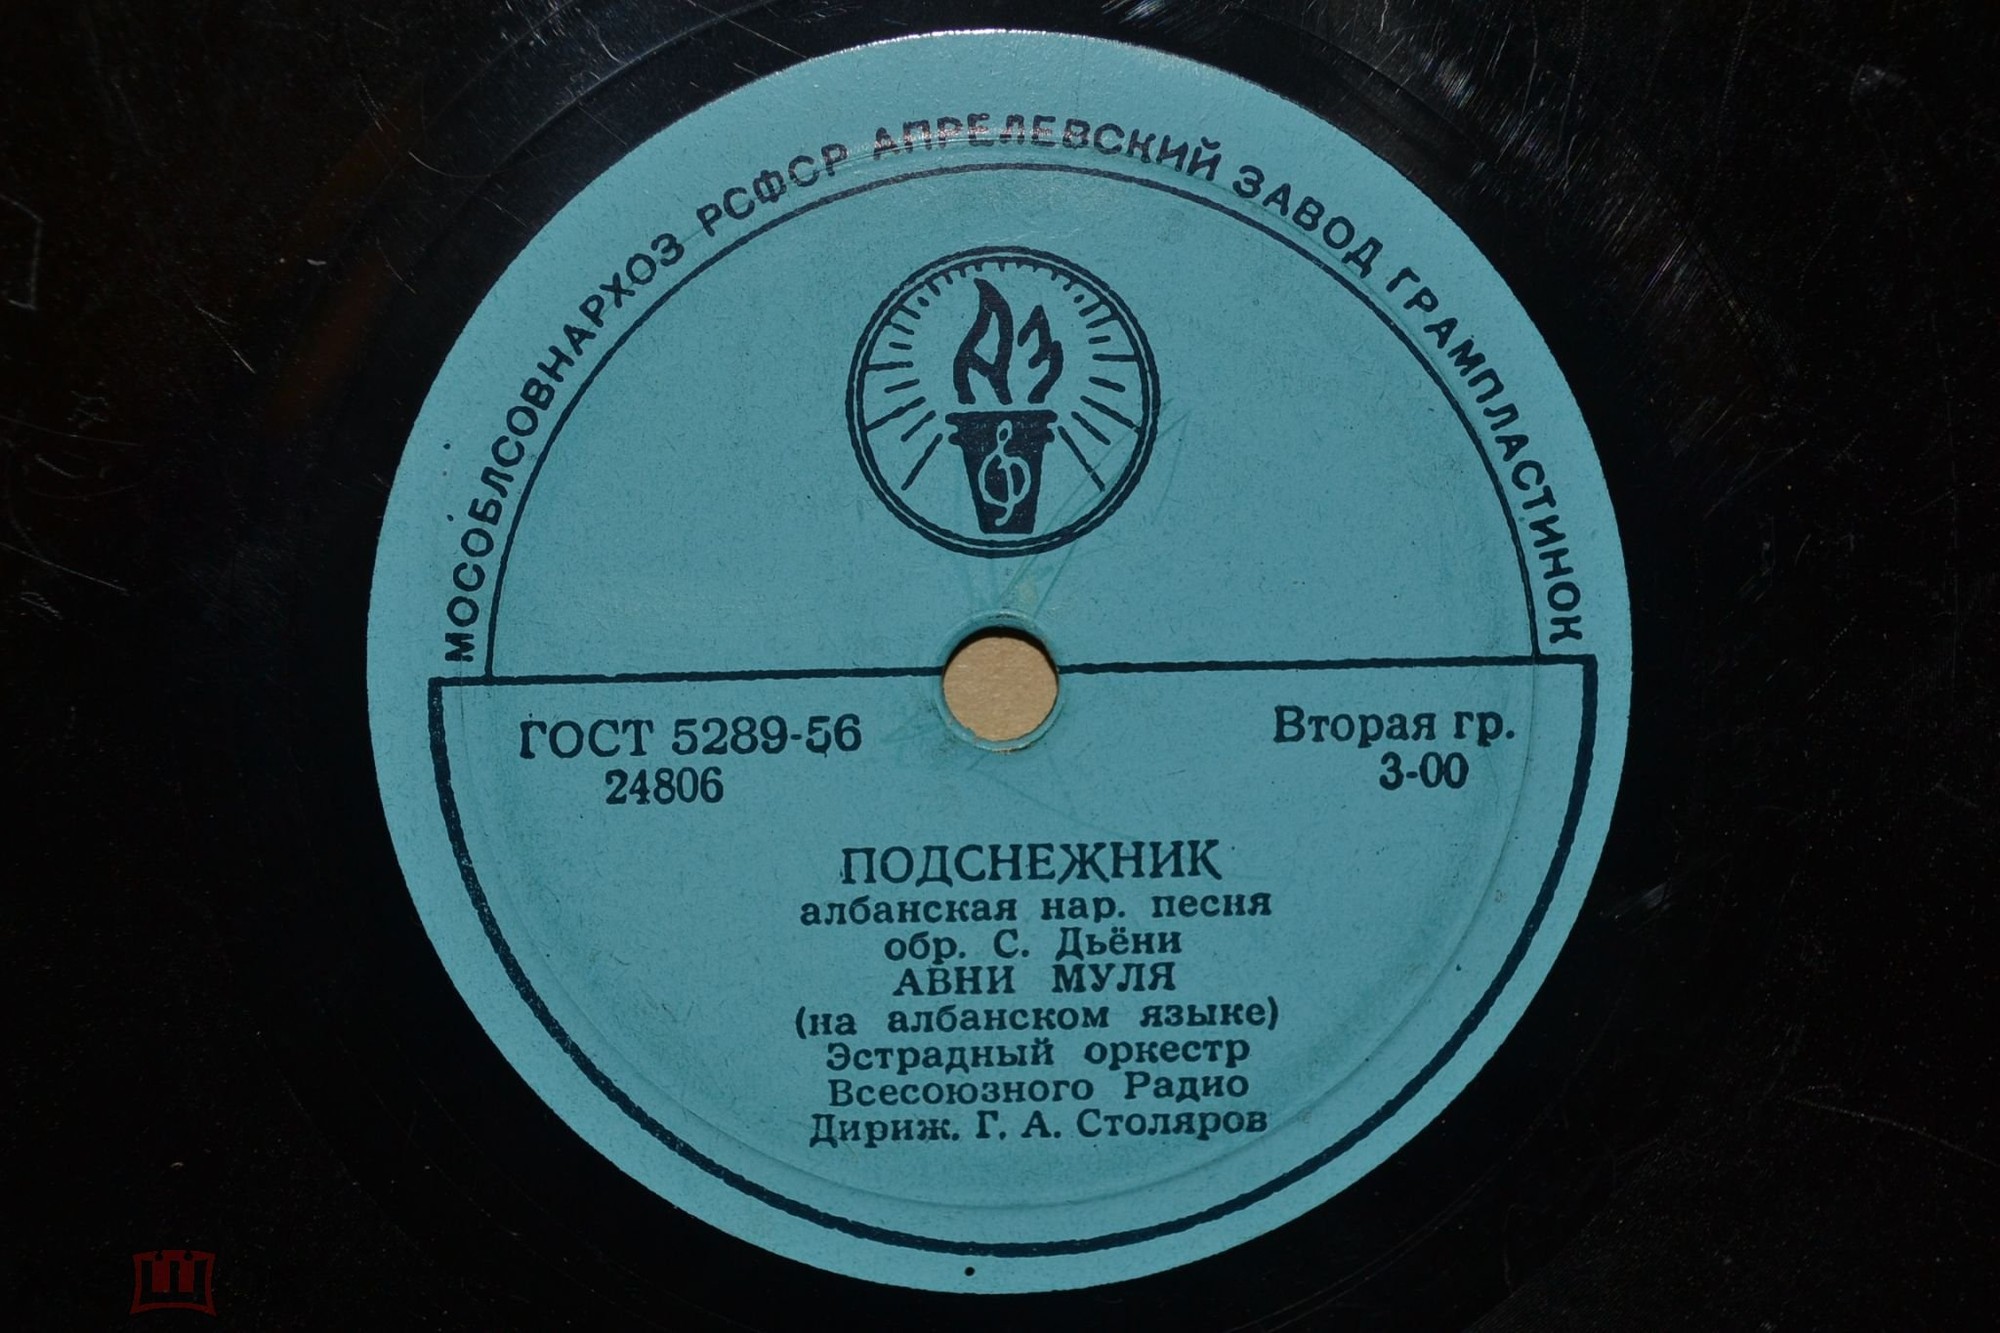 МОСОБЛСОВНАРХОЗ РСФСР АПРЕЛЕВСКИЙ ЗАВОД ГРАМПЛАСТИНОК
АЗ
ГОСТ 5289-56
24806
Вторая гр.
3-00
ПОДСНЕЖНИК
албанская нар. песня
обр. С. Дьёни
АВНИ МУЛЯ
(на албанском языке)
Эстрадный оркестр
Всесоюзного Радио
Дириж. Г. А. Столяров